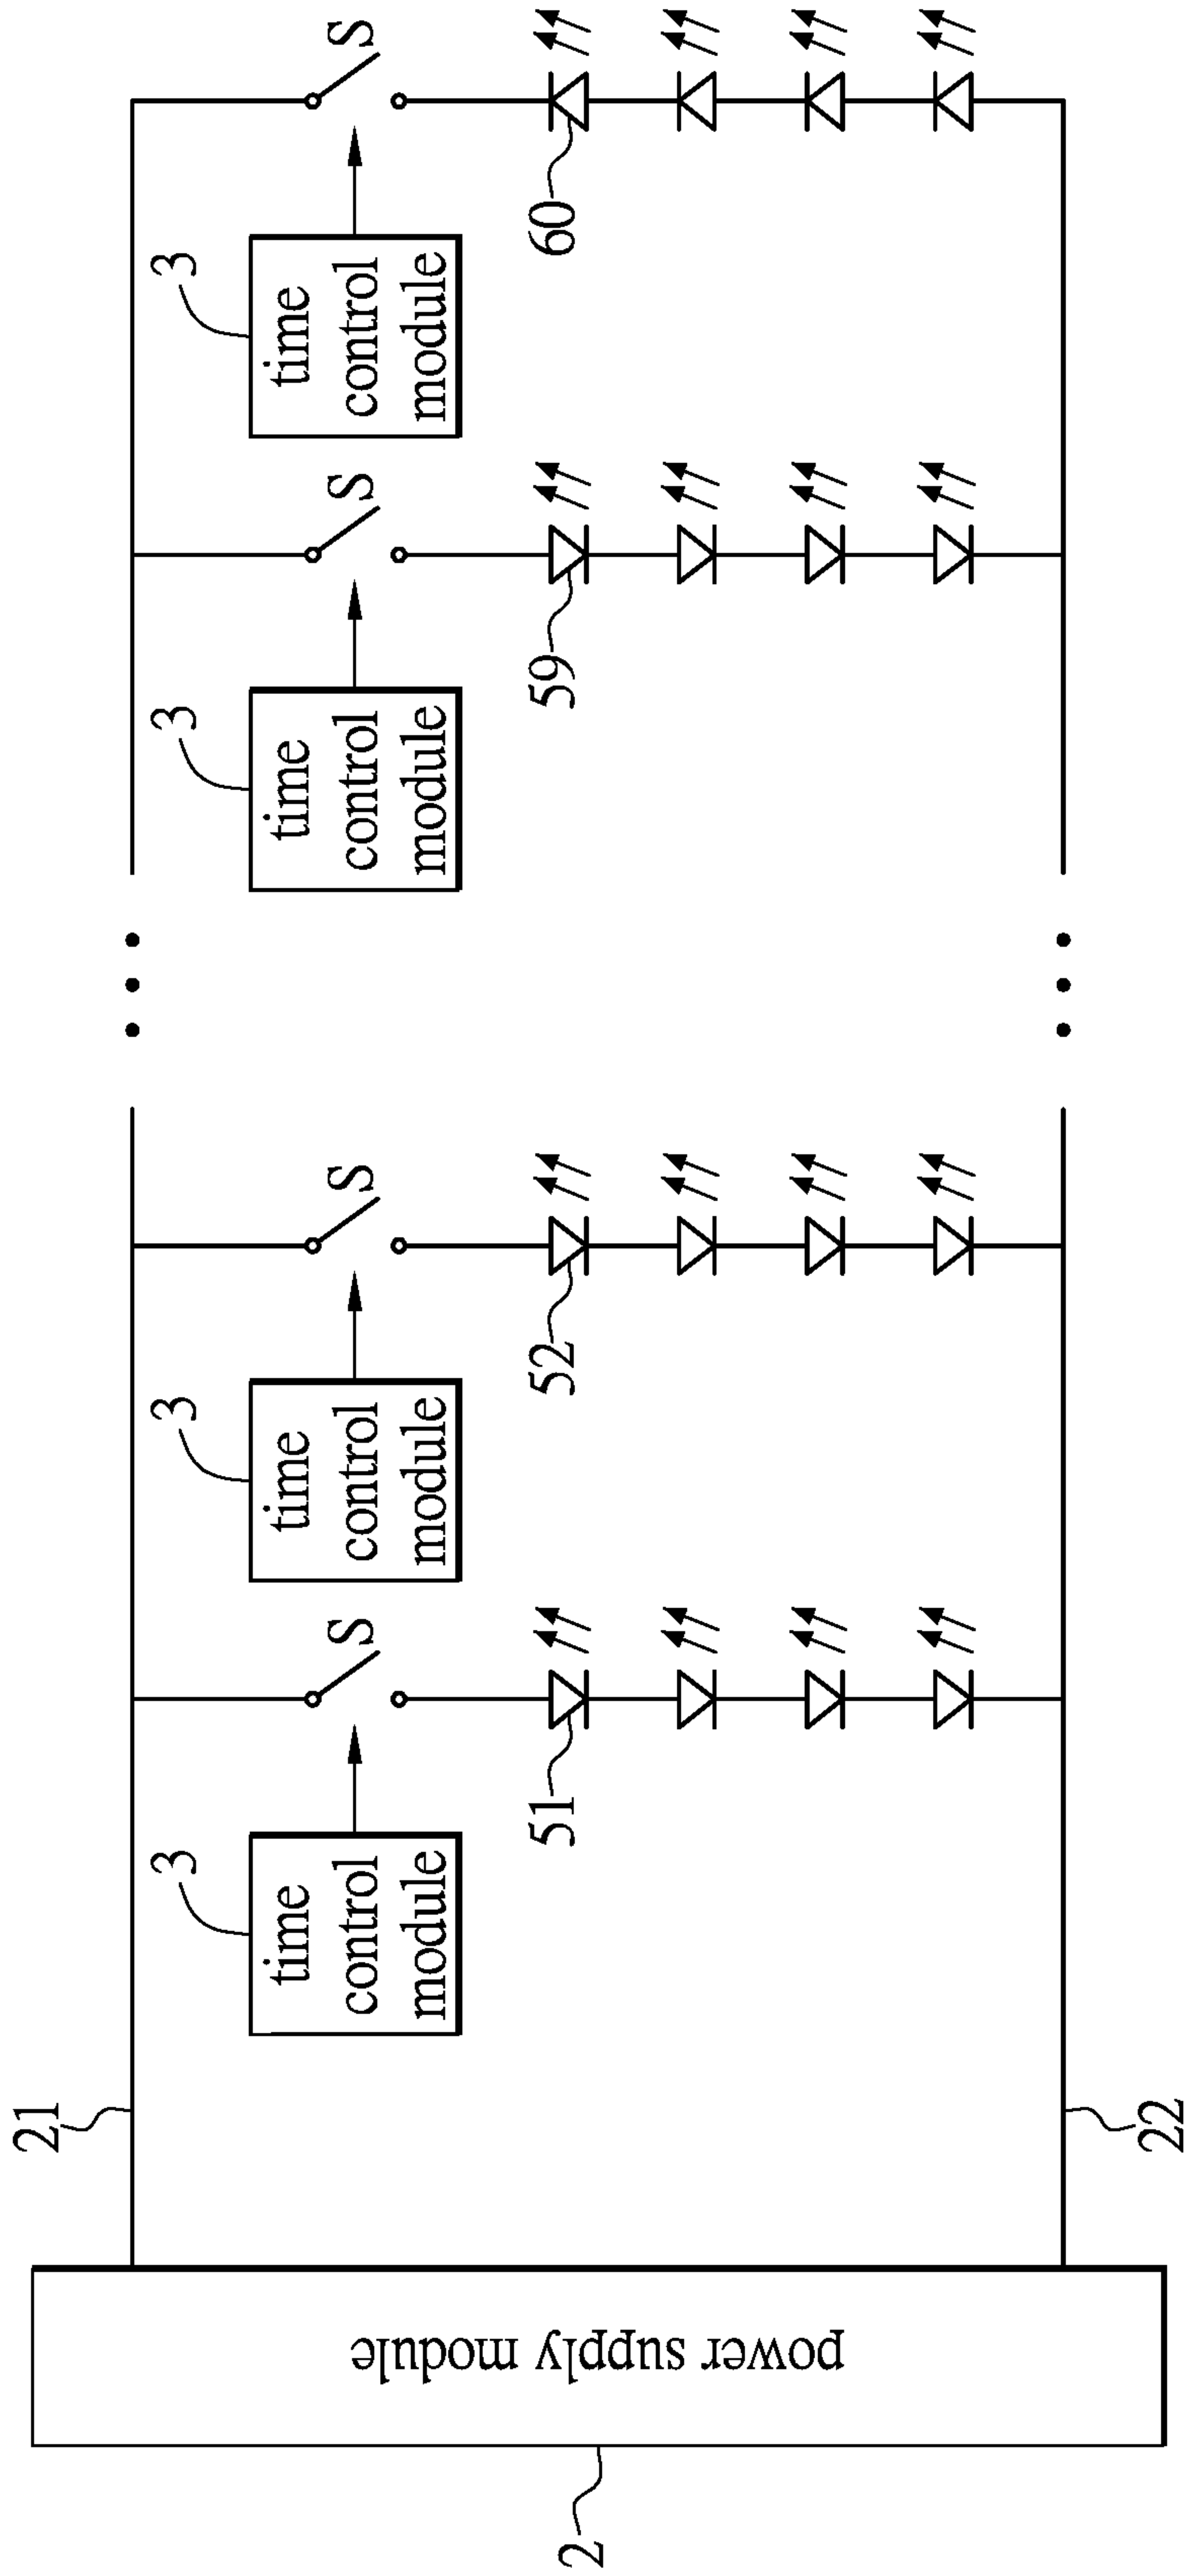 21
22
2
power supply module
3
time
control
module
S
51
3
time
control
module
S
52
3
time
control
module
S
59
3
time
control
module
S
60